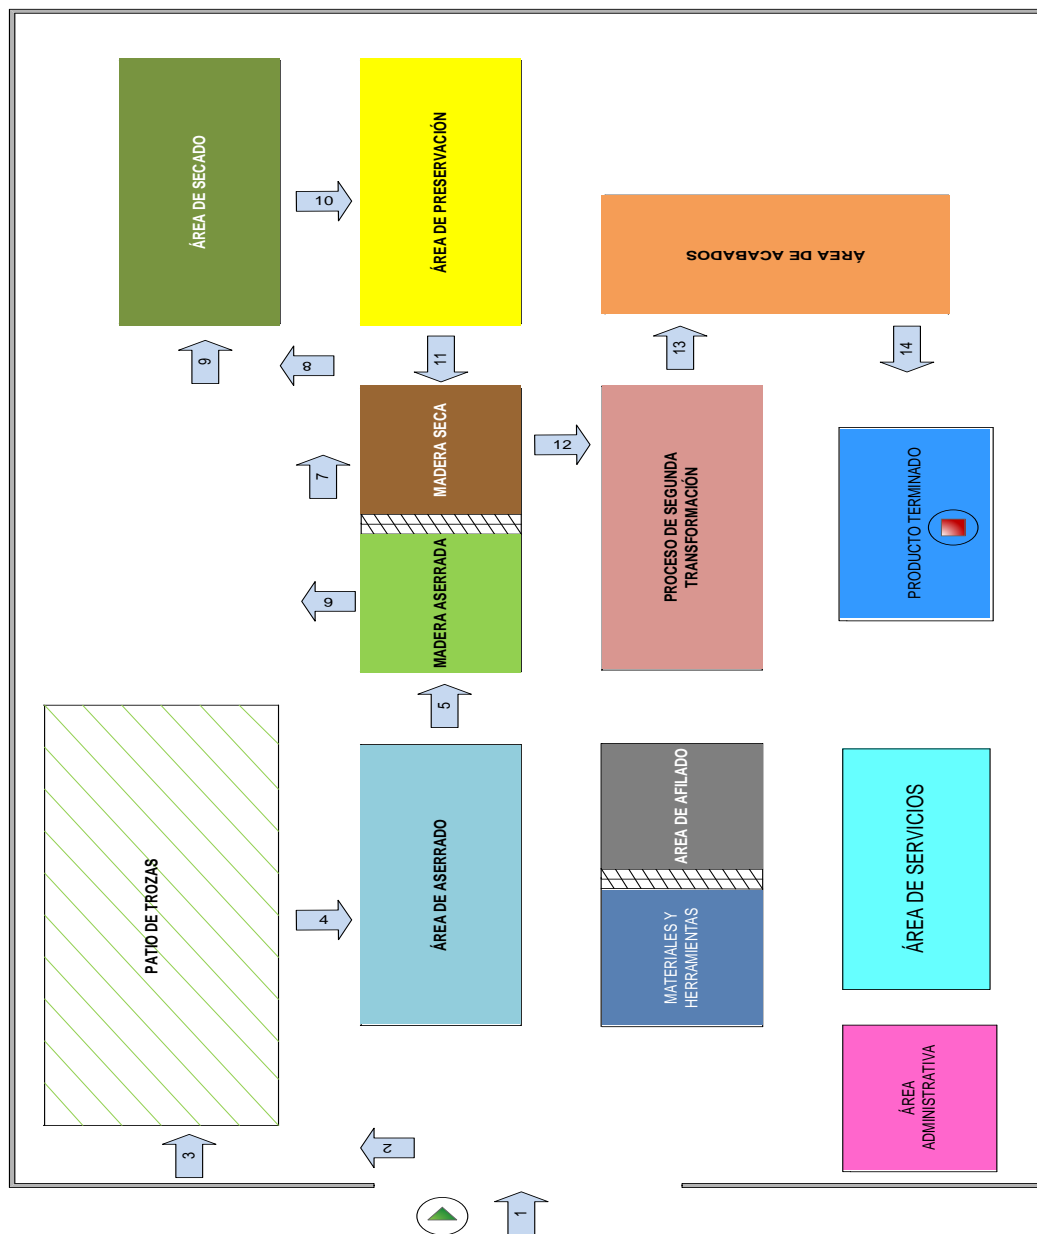 ÁREA DE SECADO
10
ÁREA DE PRESERVACIÓN
ÁREA DE ACABADOS
9
8
11
13
14
7
MADERA SECA
12
PROCESO DE SEGUNDA
TRANSFORMACIÓN
PRODUCTO TERMINADO
6
MADERA ASERRADA
5
PATIO DE TROZAS
4
ÁREA DE ASERRADO
AREA DE AFILADO
MATERIALES Y
HERRAMIENTAS
ÁREA DE SERVICIOS
ÁREA
ADMINISTRATIVA
3
2
1